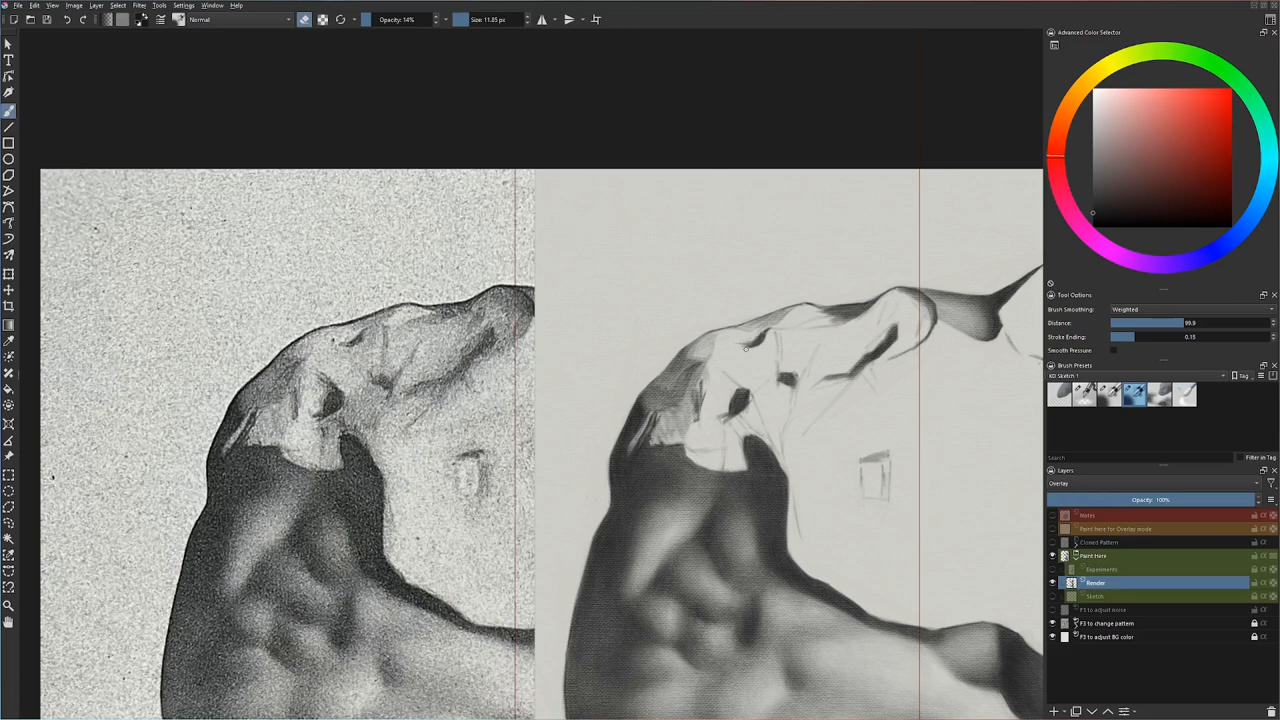 File Edit View Image Layer Select Filter Tools Settings Window Help
Normal Opacity: 14% Size: 11.85 px
Advanced Color Selector
Tool Options
Brush Smoothing: Weighted
Distance: 99.9
Stroke Ending: 0.15
Smooth Pressure:
Brush Presets
KD Sketch 1 Tag
Search Filter in Tag
Layers
Overlay
Opacity: 100%
Notes
Paint here for Overlay mode
Cloned Pattern
Paint Here
Experiments
Render
Sketch
F3 to adjust noise
F3 to change pattern
F3 to adjust BG color